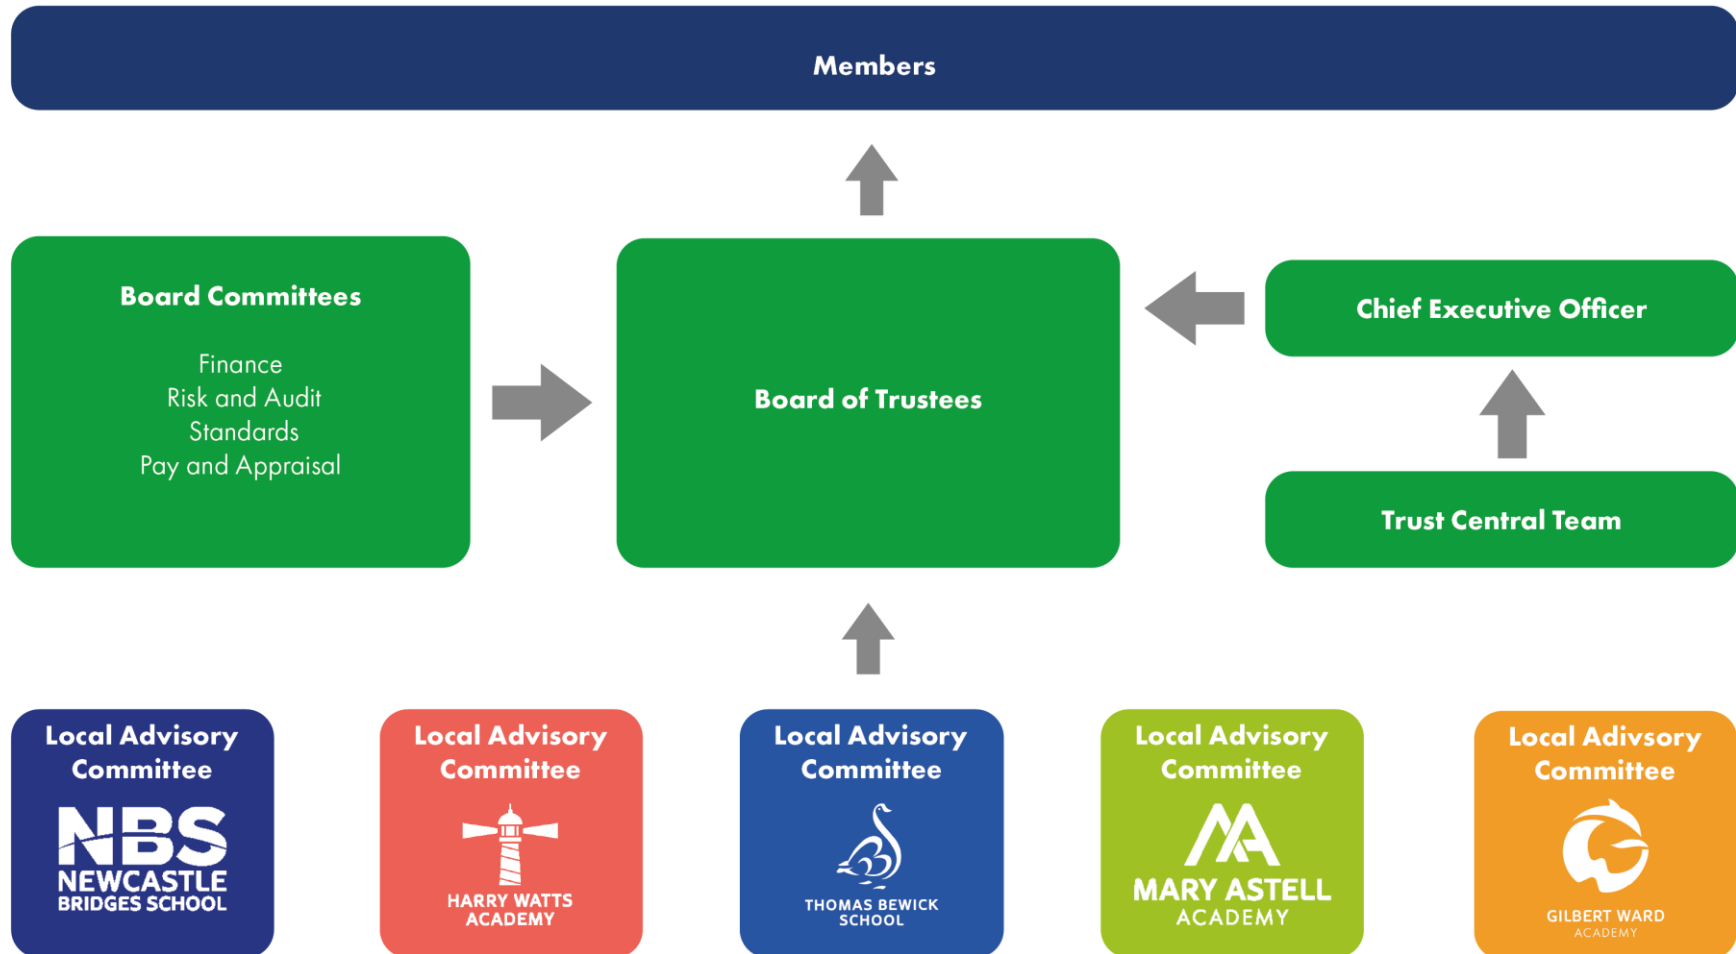 Members
Board Committees
Finance
Risk and Audit
Standards
Pay and Appraisal
Board of Trustees
Chief Executive Officer
Trust Central Team
Local Advisory
Committee
NBS
NEWCASTLE
BRIDGES SCHOOL
Local Advisory
Committee
HARRY WATTS
ACADEMY
Local Advisory
Committee
THOMAS BEWICK
SCHOOL
Local Advisory
Committee
MA
MARY ASTELL
ACADEMY
Local Adivsory
Committee
GILBERT WARD
ACADEMY